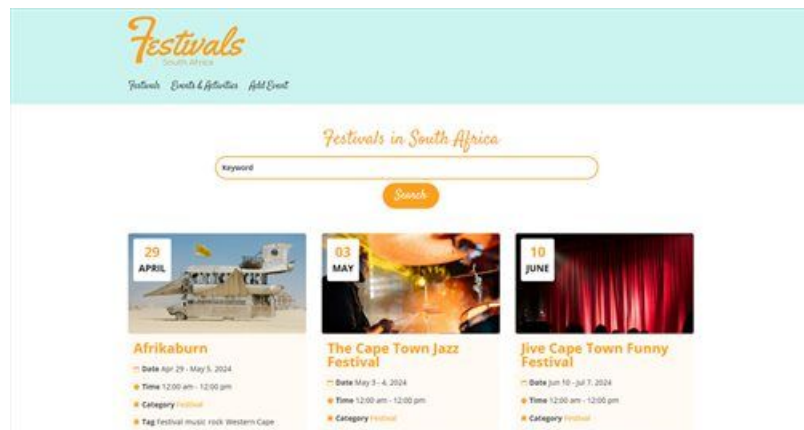 Festivals
South Africa
Festivals Events & Activities Add Event
Festivals in South Africa
Keyword
Search
29
APRIL
03
MAY
10
JUNE
Afrikaburn
Date Apr 29 - May 5, 2024
Time 12:00 am - 12:00 pm
Category Festival
Tag Festival music rock Western Cape
The Cape Town Jazz
Festival
Date May 3 - 4, 2024
Time 12:00 am - 12:00 pm
Category Festival
Jive Cape Town Funny
Festival
Date Jun 10 - Jul 7, 2024
Time 12:00 am - 12:00 pm
Category Festival